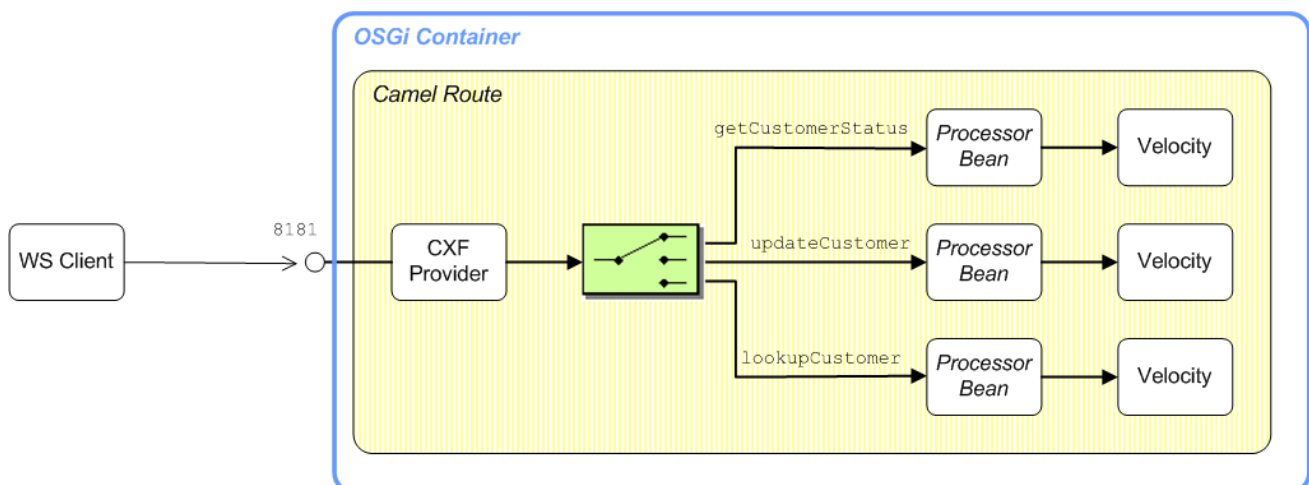 OSGi Container
Camel Route
getCustomerStatus
Processor
Bean
Velocity
8181
WS Client
CXF
Provider
updateCustomer
Processor
Bean
Velocity
lookupCustomer
Processor
Bean
Velocity